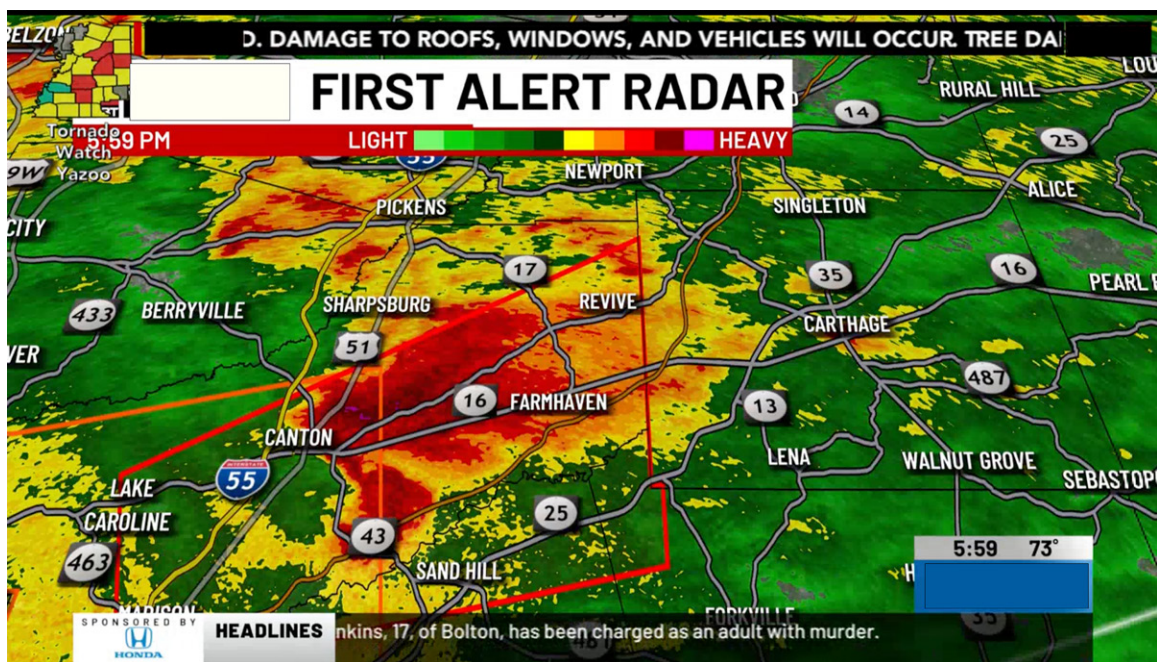 D. DAMAGE TO ROOFS, WINDOWS, AND VEHICLES WILL OCCUR. TREE DA
FIRST ALERT RADAR
Tornado
Watch
Yazoo
5:59 PM
LIGHT
HEAVY
RURAL HILL
14
25
55
NEWPORT
ALICE
PICKENS
SINGLETON
CITY
17
35
16
SHARPSBURG
REVIVE
PEARL
BERRYVILLE
433
CARTHAGE
51
487
16
FARMHAVEN
13
CANTON
INTERSTATE
55
LENA
WALNUT GROVE
SEBASTOP
LAKE
CAROLINE
25
43
463
SAND HILL
5:59 73°
MADISON
FORKVILLE
35
481
SPONSORED BY
HONDA
HEADLINES
nkins, 17, of Bolton, has been charged as an adult with murder.